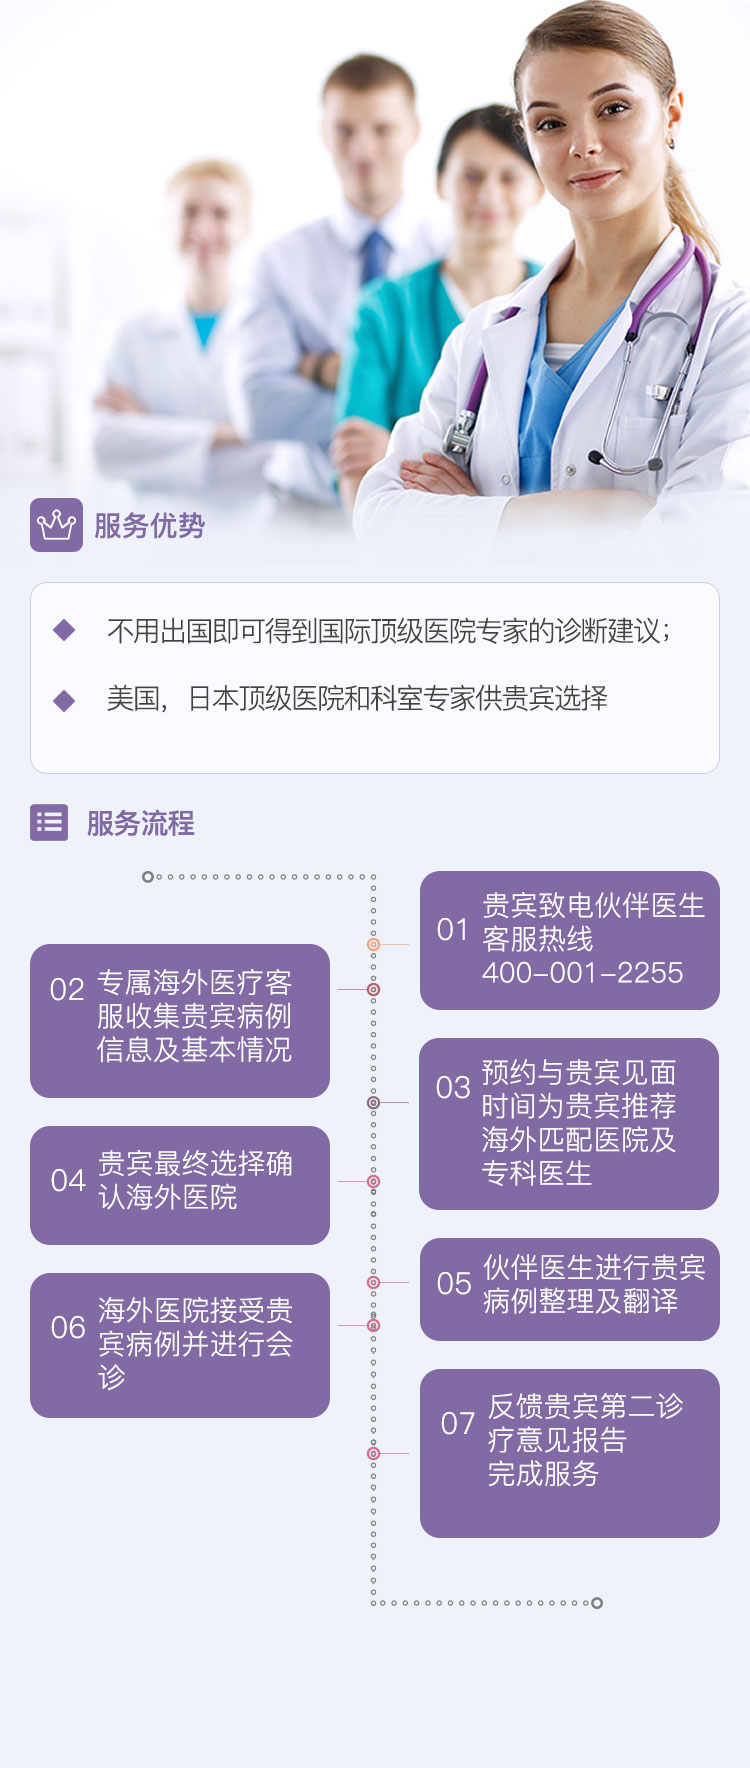 服务优势
不用出国即可得到国际顶级医院专家的诊断建议；
美国，日本顶级医院和科室专家供贵宾选择
服务流程
01
贵宾致电伙伴医生
客服热线
400-001-2255
02
专属海外医疗客
服收集贵宾病例
信息及基本情况
03
预约与贵宾见面
时间为贵宾推荐
海外匹配医院及
专科医生
04
贵宾最终选择确
认海外医院
05
伙伴医生进行贵宾
病例整理及翻译
06
海外医院接受贵
宾病例并进行会
诊
07
反馈贵宾第二诊
疗意见报告
完成服务